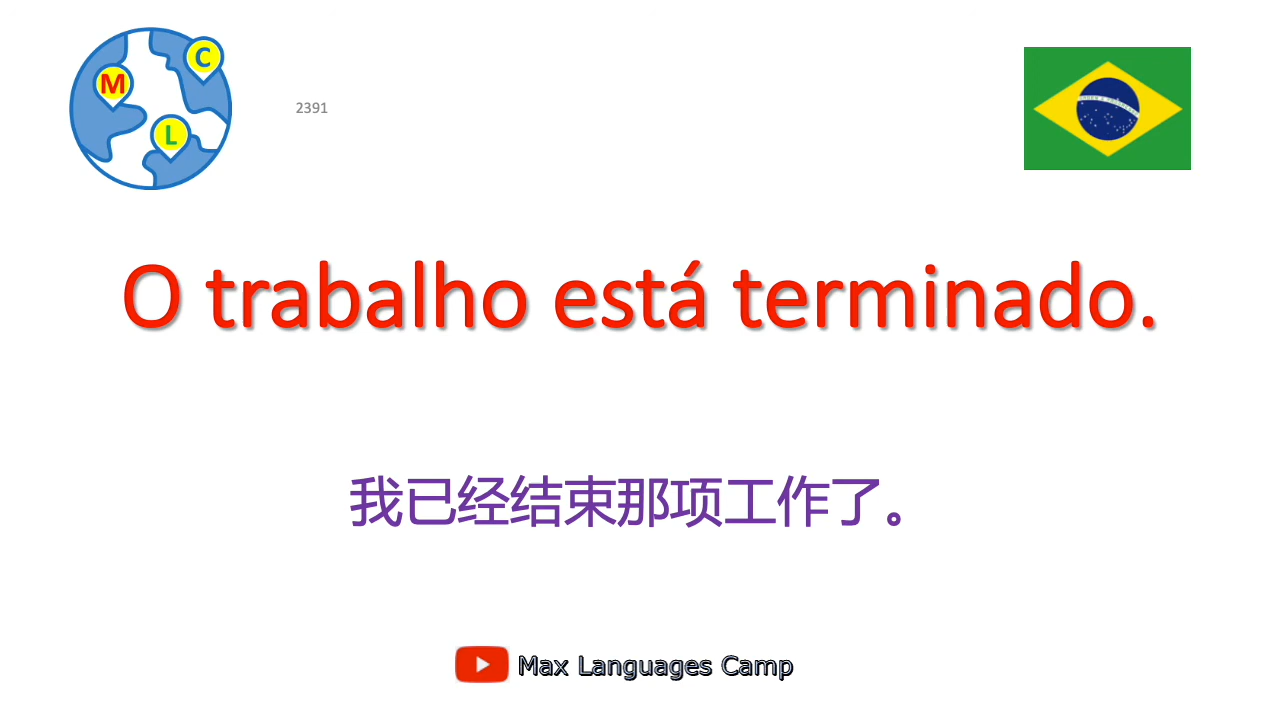 M
C
L
2391
O trabalho está terminado.
我已经结束那项工作了。
Max Languages Camp